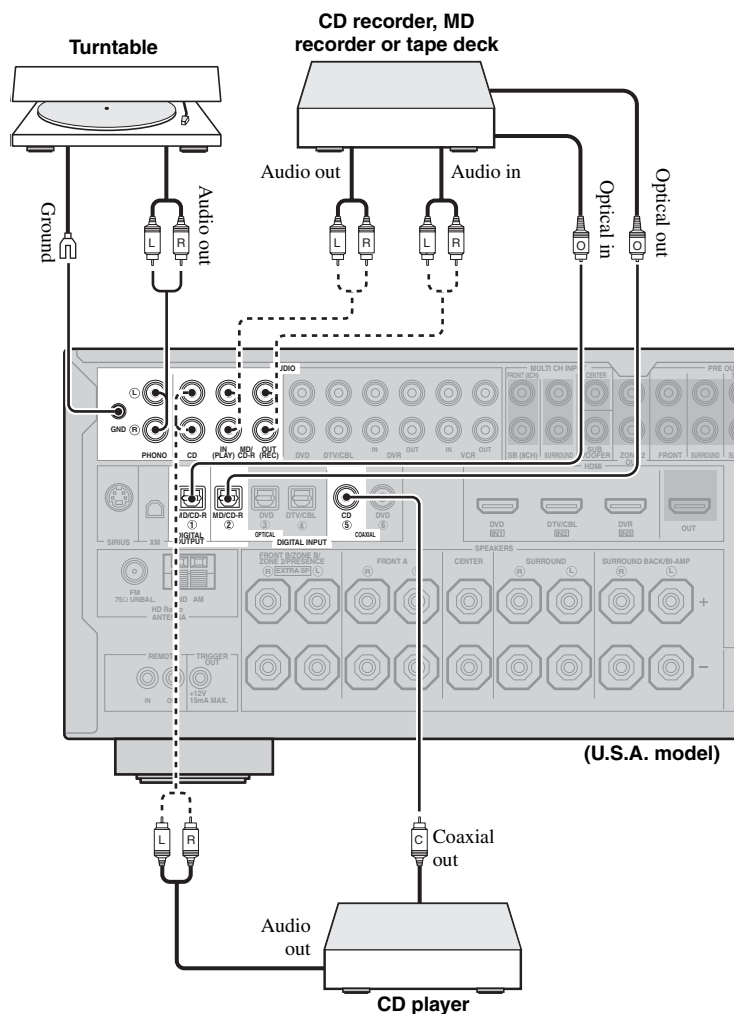 Turntable
CD recorder, MD
recorder or tape deck
Audio out
Audio in
Ground
Audio out
Optical in
Optical out
L
R
L
R
L
R
O
O
AUDIO
MULTI CH INPUT
PRE OU
FRONT (8CH)
CENTER
L
GND
R
PHONO
CD
IN
(PLAY)
MD/
CD-R
OUT
(REC)
DVD
DTV/CBL
IN
OUT
DVR
IN
OUT
VCR
SB (8CH)
SURROUND
SUB
ZONE 2
FRONT
SURROUND
HDMI
SIRIUS
XM
MD/CD-R
①
MD/CD-R
②
DVD
③
DTV/CBL
④
CD
⑤
DVD
⑥
DIGITAL
OUTPUT
OPTICAL
COAXIAL
DIGITAL INPUT
DVD
IN1
DTV/CBL
IN2
DVR
IN3
OUT
SPEAKERS
FRONT B/ZONE B/
ZONE 2/PRESENCE
R
EXTRA SP
L
FRONT A
R
CENTER
SURROUND
R
L
SURROUND BACK/BI-AMP
R
L
+
–
FM
75Ω UNBAL.
AM
HD Radio
ANTENNA
REMOTE
IN
TRIGGER
OUT
+12V
15mA MAX.
(U.S.A. model)
L
R
C
Coaxial
out
Audio
out
CD player